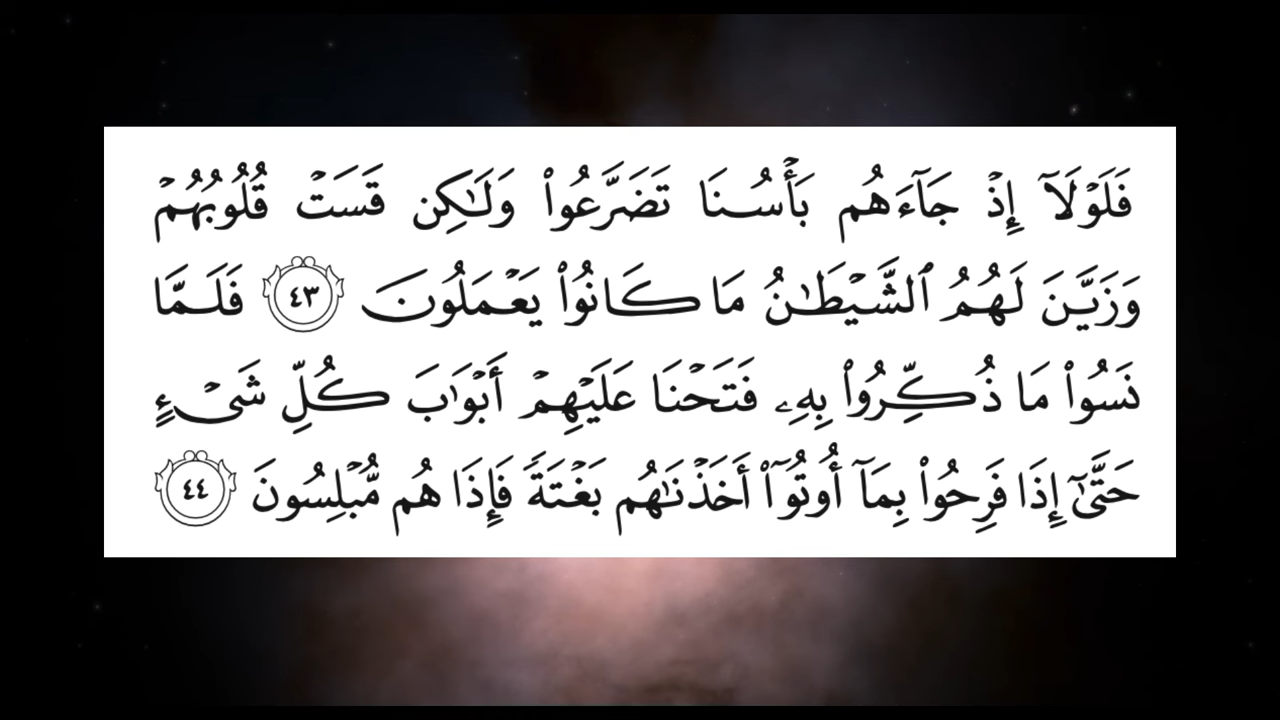 فَلَوْلَآ إِذْ جَآءَهُم بَأْسُنَا تَضَرَّعُوا۟ وَلَـٰكِن قَسَتْ قُلُوبُهُمْ
وَزَيَّنَ لَهُمُ ٱلشَّيْطَـٰنُ مَا كَانُوا۟ يَعْمَلُونَ ٤٣ فَلَمَّا
نَسُوا۟ مَا ذُكِّرُوا۟ بِهِۦ فَتَحْنَا عَلَيْهِمْ أَبْوَٰبَ كُلِّ شَىْءٍ
حَتَّىٰٓ إِذَا فَرِحُوا۟ بِمَآ أُوتُوٓا۟ أَخَذْنَـٰهُم بَغْتَةً فَإِذَا هُم مُّبْلِسُونَ ٤٤